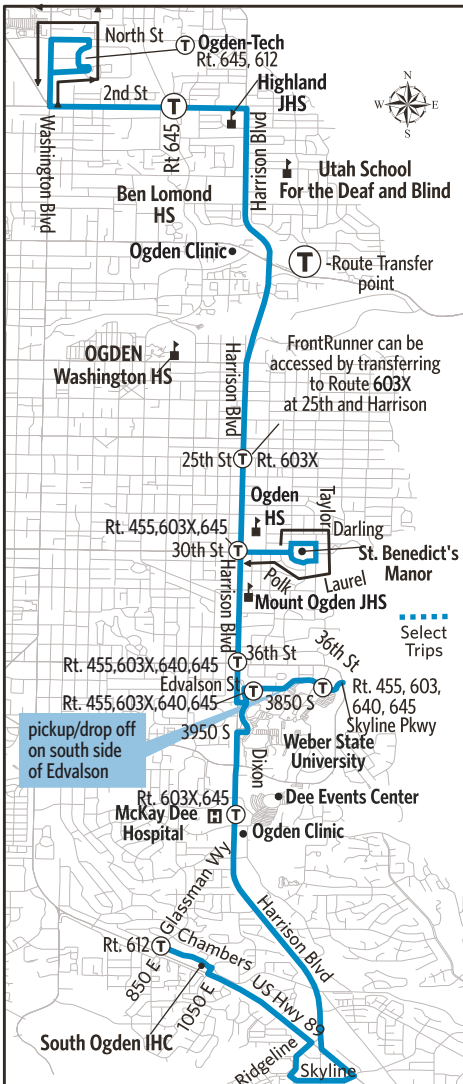 North St
Ogden-Tech
Rt. 645, 612
2nd St
T
T
Rt 645
Highland
JHS
N
W
E
S
Washington Blvd
Harrison Blvd
Utah School
For the Deaf and Blind
Ben Lomond
HS
Ogden Clinic
T
-Route Transfer
point
OGDEN
Washington HS
Harrison Blvd
FrontRunner can be
accessed by transferring
to Route 603X
at 25th and Harrison
25th St
T
Rt. 603X
Ogden
HS
Taylor
Darling
Rt. 455,603X,645
30th St
T
St. Benedict's
Manor
Polk
Laurel
Harrison Blvd
Mount Ogden JHS
Select
Trips
36th St
36th St
T
Rt. 455,603X,640,645
Edvalson St
T
T
Rt. 455, 603,
640, 645
Skyline Pkwy
Rt. 455,603X,640,645
3850 S
3950 S
pickup/drop off
on south side
of Edvalson
Weber State
University
Dixon
Dee Events Center
Rt. 603X,645
McKay Dee
Hospital
H
T
Ogden Clinic
Glassman Wy
Harrison Blvd
Rt. 612
T
Chambers
850 E
1050 E
US Hwy 89
South Ogden IHC
Ridgeline
Skyline